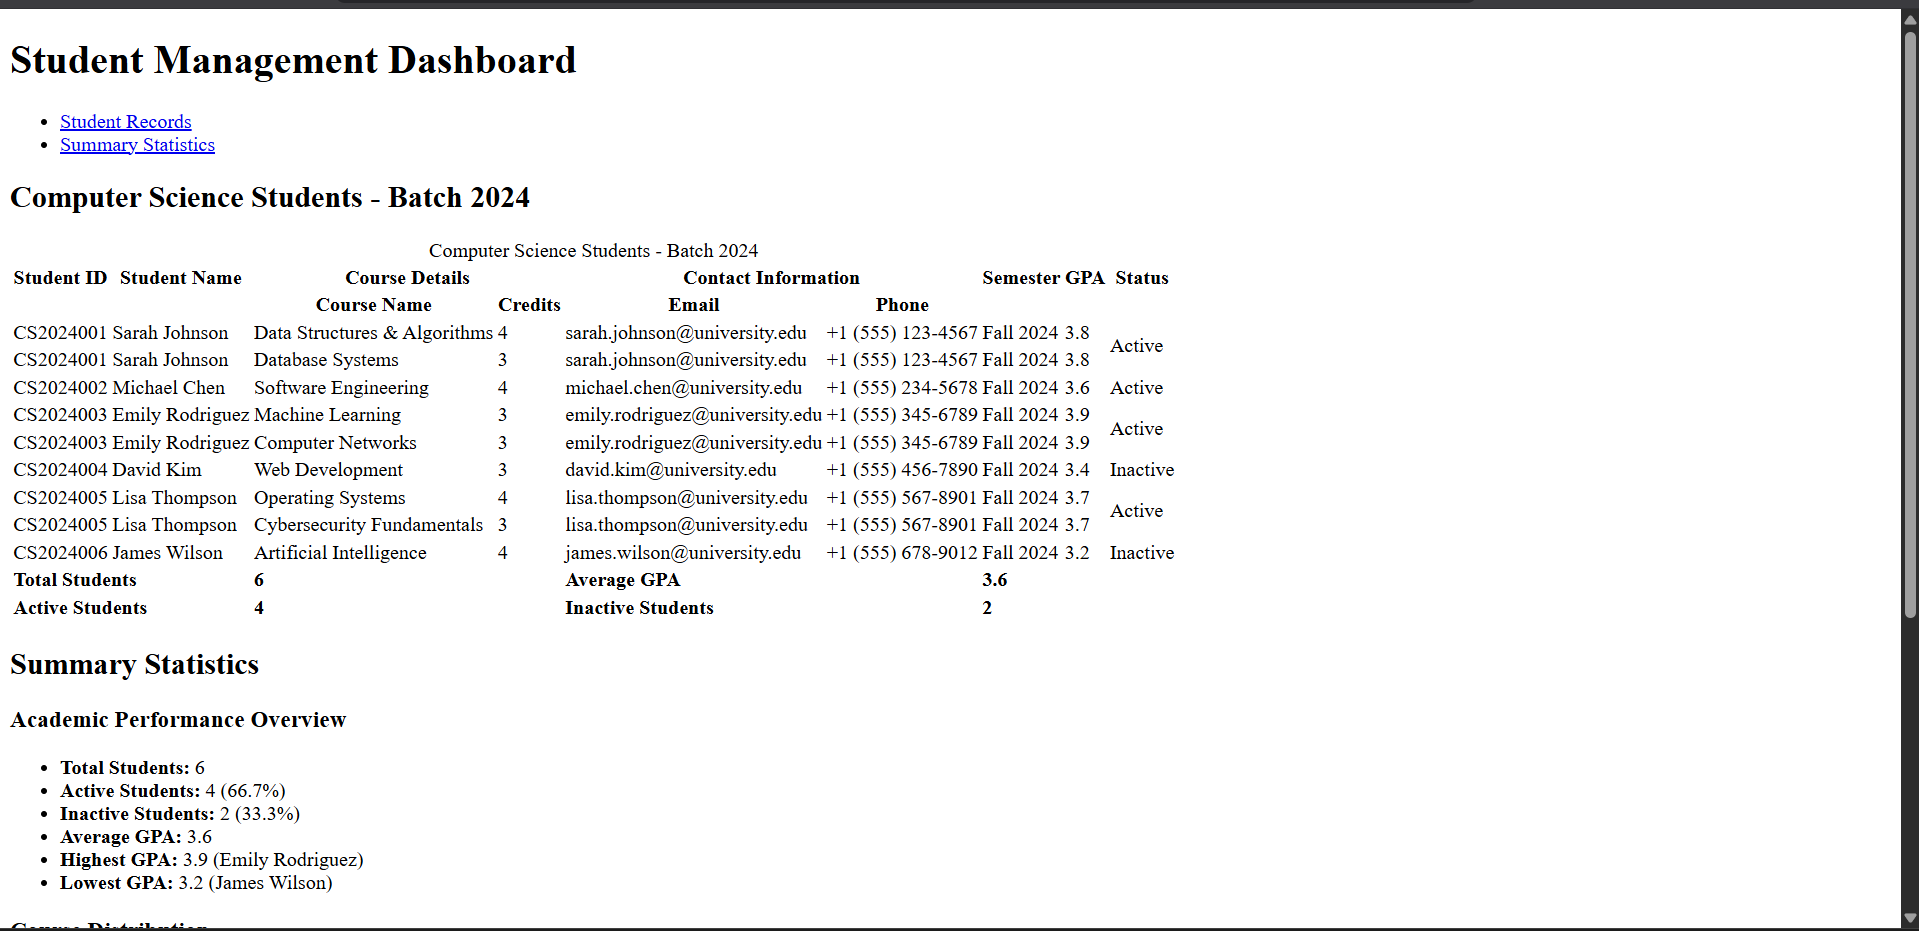 Student Management Dashboard
Student Records
Summary Statistics
Computer Science Students - Batch 2024
Computer Science Students - Batch 2024
Student ID Student Name Course Details Contact Information Semester GPA Status
Course Name Credits Email Phone
CS2024001 Sarah Johnson Data Structures & Algorithms 4 sarah.johnson@university.edu +1 (555) 123-4567 Fall 2024 3.8 Active
CS2024001 Sarah Johnson Database Systems 3 sarah.johnson@university.edu +1 (555) 123-4567 Fall 2024 3.8
CS2024002 Michael Chen Software Engineering 4 michael.chen@university.edu +1 (555) 234-5678 Fall 2024 3.6 Active
CS2024003 Emily Rodriguez Machine Learning 3 emily.rodriguez@university.edu +1 (555) 345-6789 Fall 2024 3.9 Active
CS2024003 Emily Rodriguez Computer Networks 3 emily.rodriguez@university.edu +1 (555) 345-6789 Fall 2024 3.9
CS2024004 David Kim Web Development 3 david.kim@university.edu +1 (555) 456-7890 Fall 2024 3.4 Inactive
CS2024005 Lisa Thompson Operating Systems 4 lisa.thompson@university.edu +1 (555) 567-8901 Fall 2024 3.7 Active
CS2024005 Lisa Thompson Cybersecurity Fundamentals 3 lisa.thompson@university.edu +1 (555) 567-8901 Fall 2024 3.7
CS2024006 James Wilson Artificial Intelligence 4 james.wilson@university.edu +1 (555) 678-9012 Fall 2024 3.2 Inactive
Total Students 6 Average GPA 3.6
Active Students 4 Inactive Students 2
Summary Statistics
Academic Performance Overview
Total Students: 6
Active Students: 4 (66.7%)
Inactive Students: 2 (33.3%)
Average GPA: 3.6
Highest GPA: 3.9 (Emily Rodriguez)
Lowest GPA: 3.2 (James Wilson)
Course Distribution